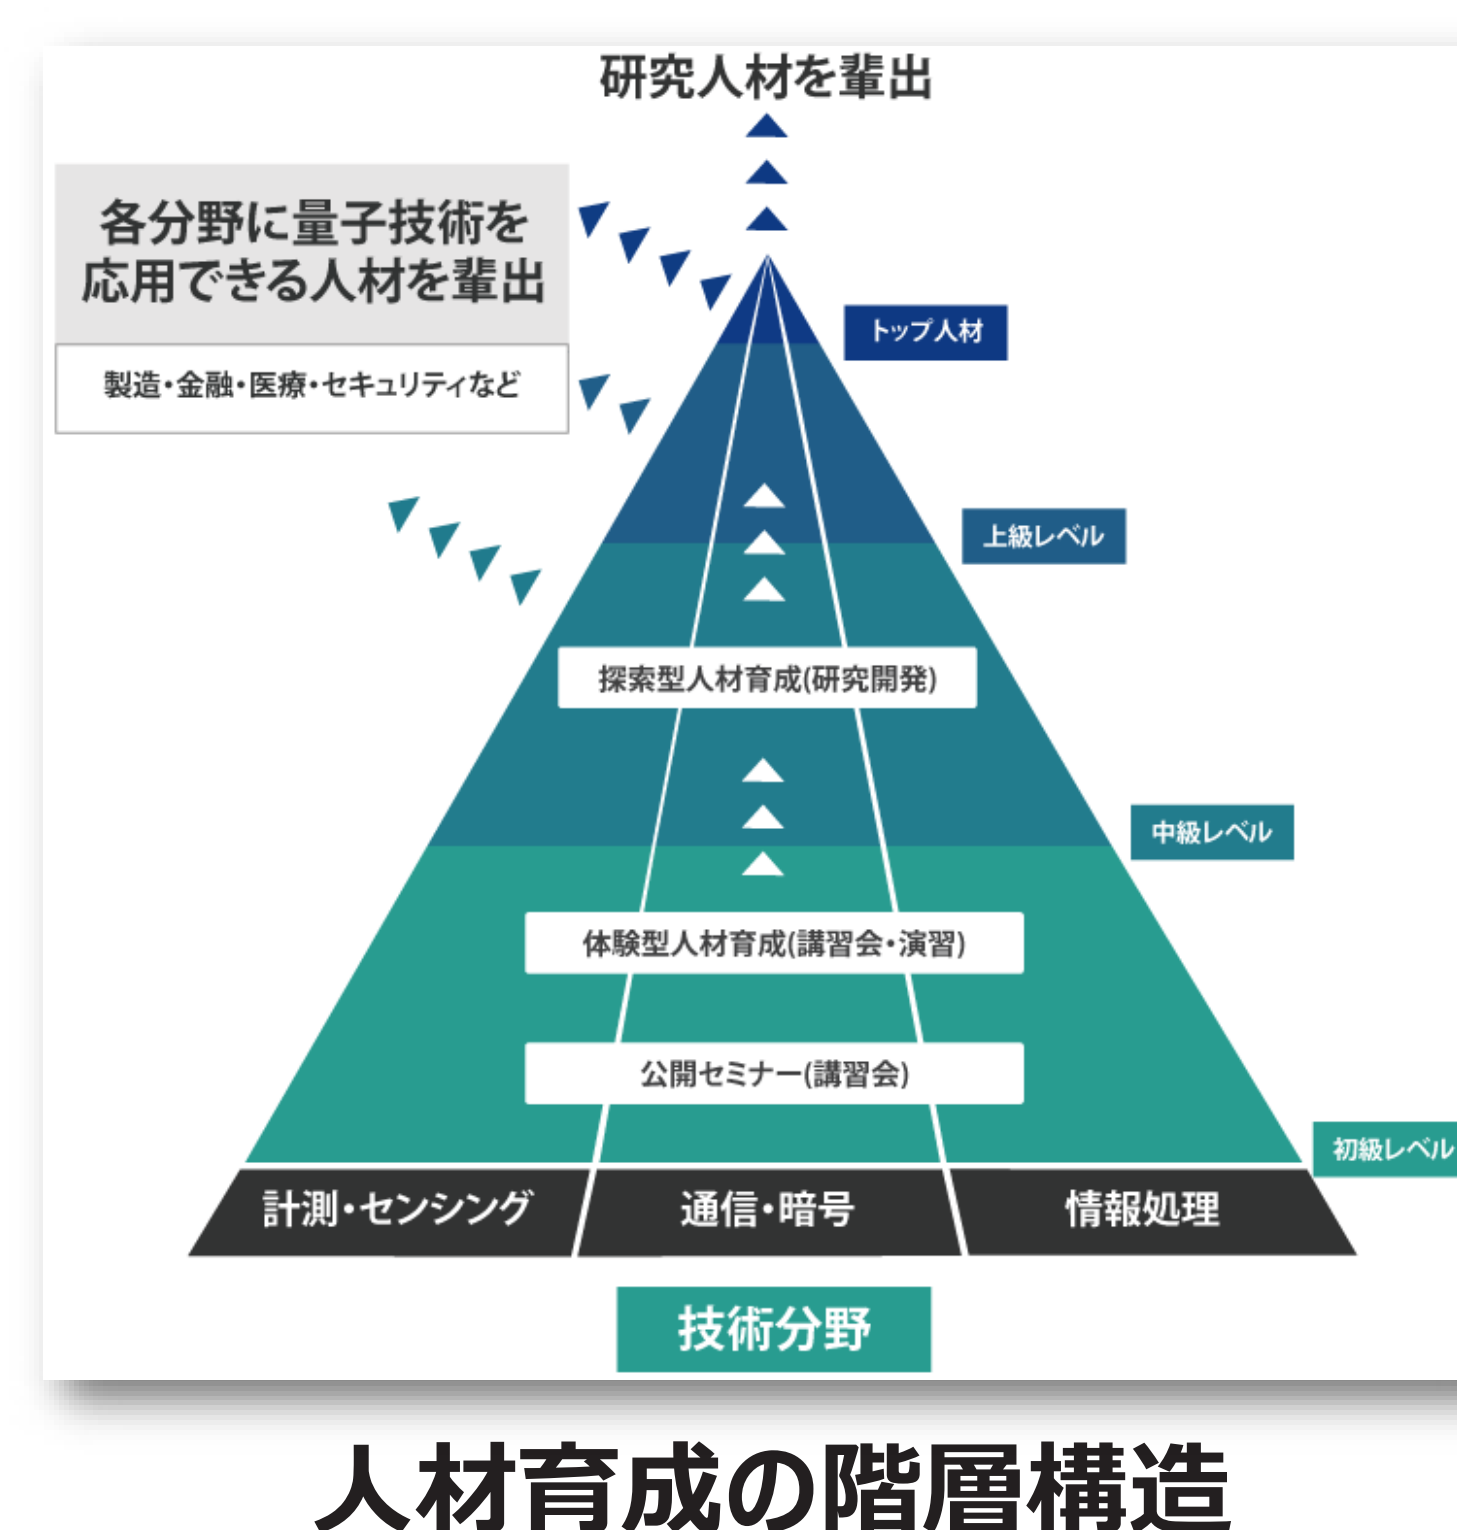 研究人材を輩出
各分野に量子技術を
応用できる人材を輩出
製造・金融・医療・セキュリティなど
トップ人材
上級レベル
探索型人材育成(研究開発)
中級レベル
体験型人材育成(講習会・演習)
公開セミナー(講習会)
初級レベル
計測・センシング
通信・暗号
情報処理
技術分野
人材育成の階層構造